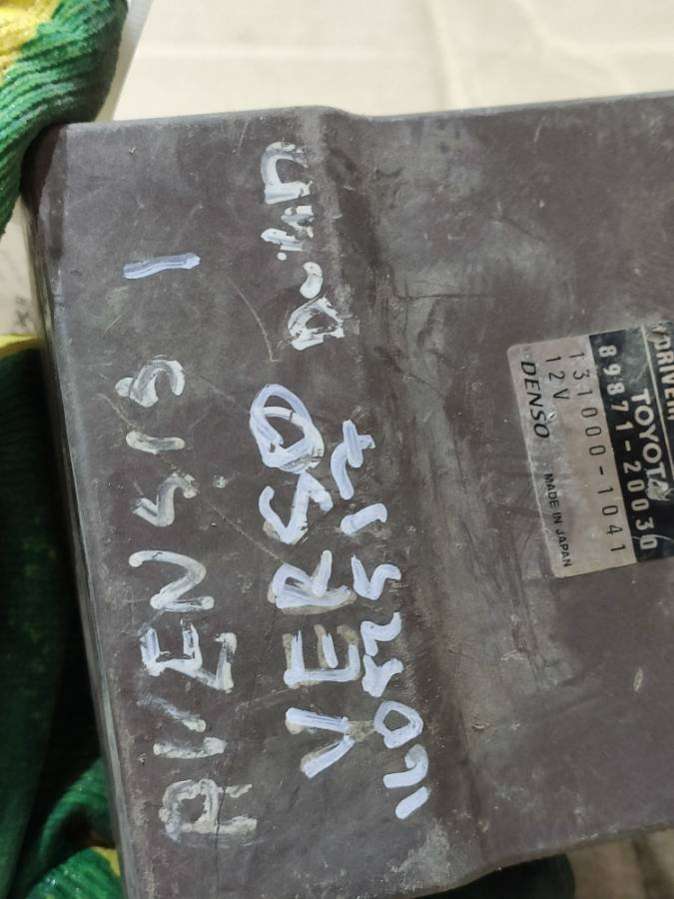 AVENSIS 1
VERSO
DRIVER
TOYOTA
89871-20030
131000-1041
12V
DENSO MADE IN JAPAN